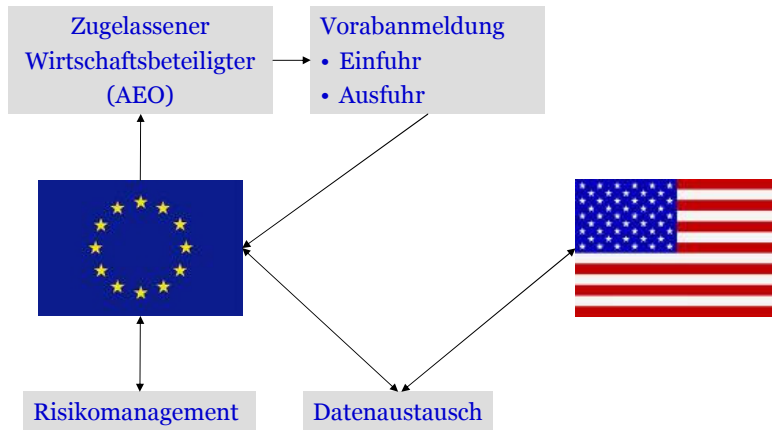 Zugelassener
Wirtschaftsbeteiligter
(AEO)
Vorabanmeldung
• Einfuhr
• Ausfuhr
Risikomanagement
Datenaustausch